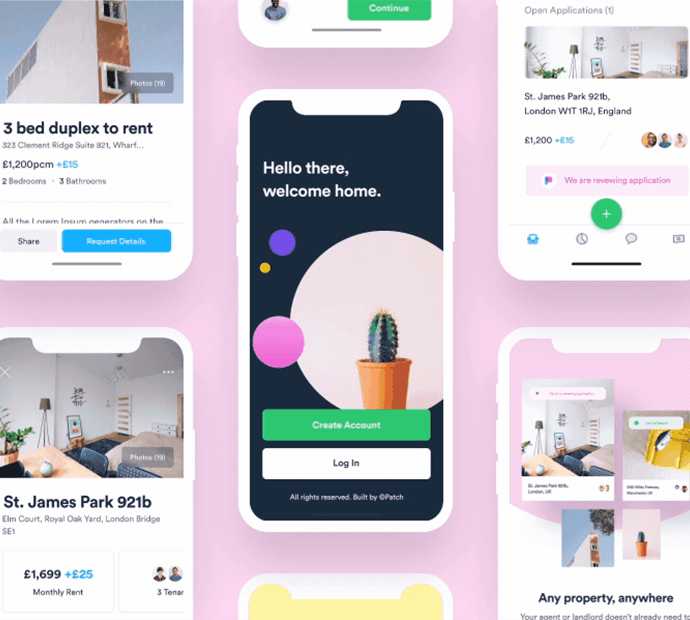 Photos (19)
3 bed duplex to rent
323 Clement Ridge Suite 821, Wharf...
£1,200pcm +£15
2 Bedrooms · 3 Bathrooms
All the Lorem Ipsum generators on the
Share
Request Details
Photos (19)
St. James Park 921b
Elm Court, Royal Oak Yard, London Bridge
SE1
£1,699 +£25
Monthly Rent
3 Tenan
Continue
Hello there,
welcome home.
Create Account
Log In
All rights reserved. Built by ©Patch
Open Applications (1)
St. James Park 921b,
London W1T 1RJ, England
£1,200 +£15
We are revewing application
+
St. James Park 921b,
London, UK
Manchester, UK
Any property, anywhere
Your agent or landlord doesn't already need to